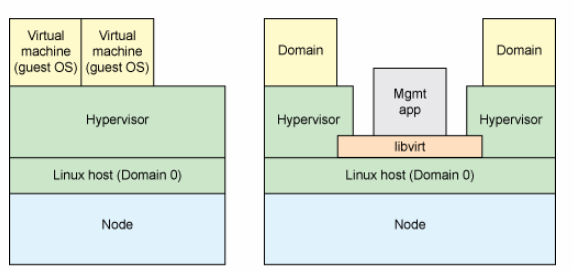 Virtual
machine
(guest OS)
Virtual
machine
(guest OS)
Hypervisor
Linux host (Domain 0)
Node
Domain
Domain
Mgmt
app
Hypervisor
Hypervisor
libvirt
Linux host (Domain 0)
Node